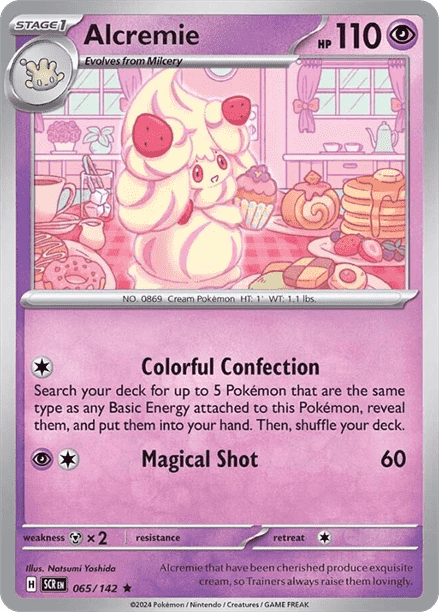 STAGE1
Alcremie
HP 110
Evolves from Milcery
NO. 0869 Cream Pokémon HT: 1' WT: 1.1 lbs.
Colorful Confection
Search your deck for up to 5 Pokémon that are the same
type as any Basic Energy attached to this Pokémon, reveal
them, and put them into your hand. Then, shuffle your deck.
Magical Shot 60
weakness ×2 resistance retreat
Illus. Natsumi Yoshida
H SCR EN 065/142 ★
Alcremie that have been cherished produce exquisite
cream, so Trainers always raise them lovingly.
©2024 Pokémon / Nintendo / Creatures / GAME FREAK